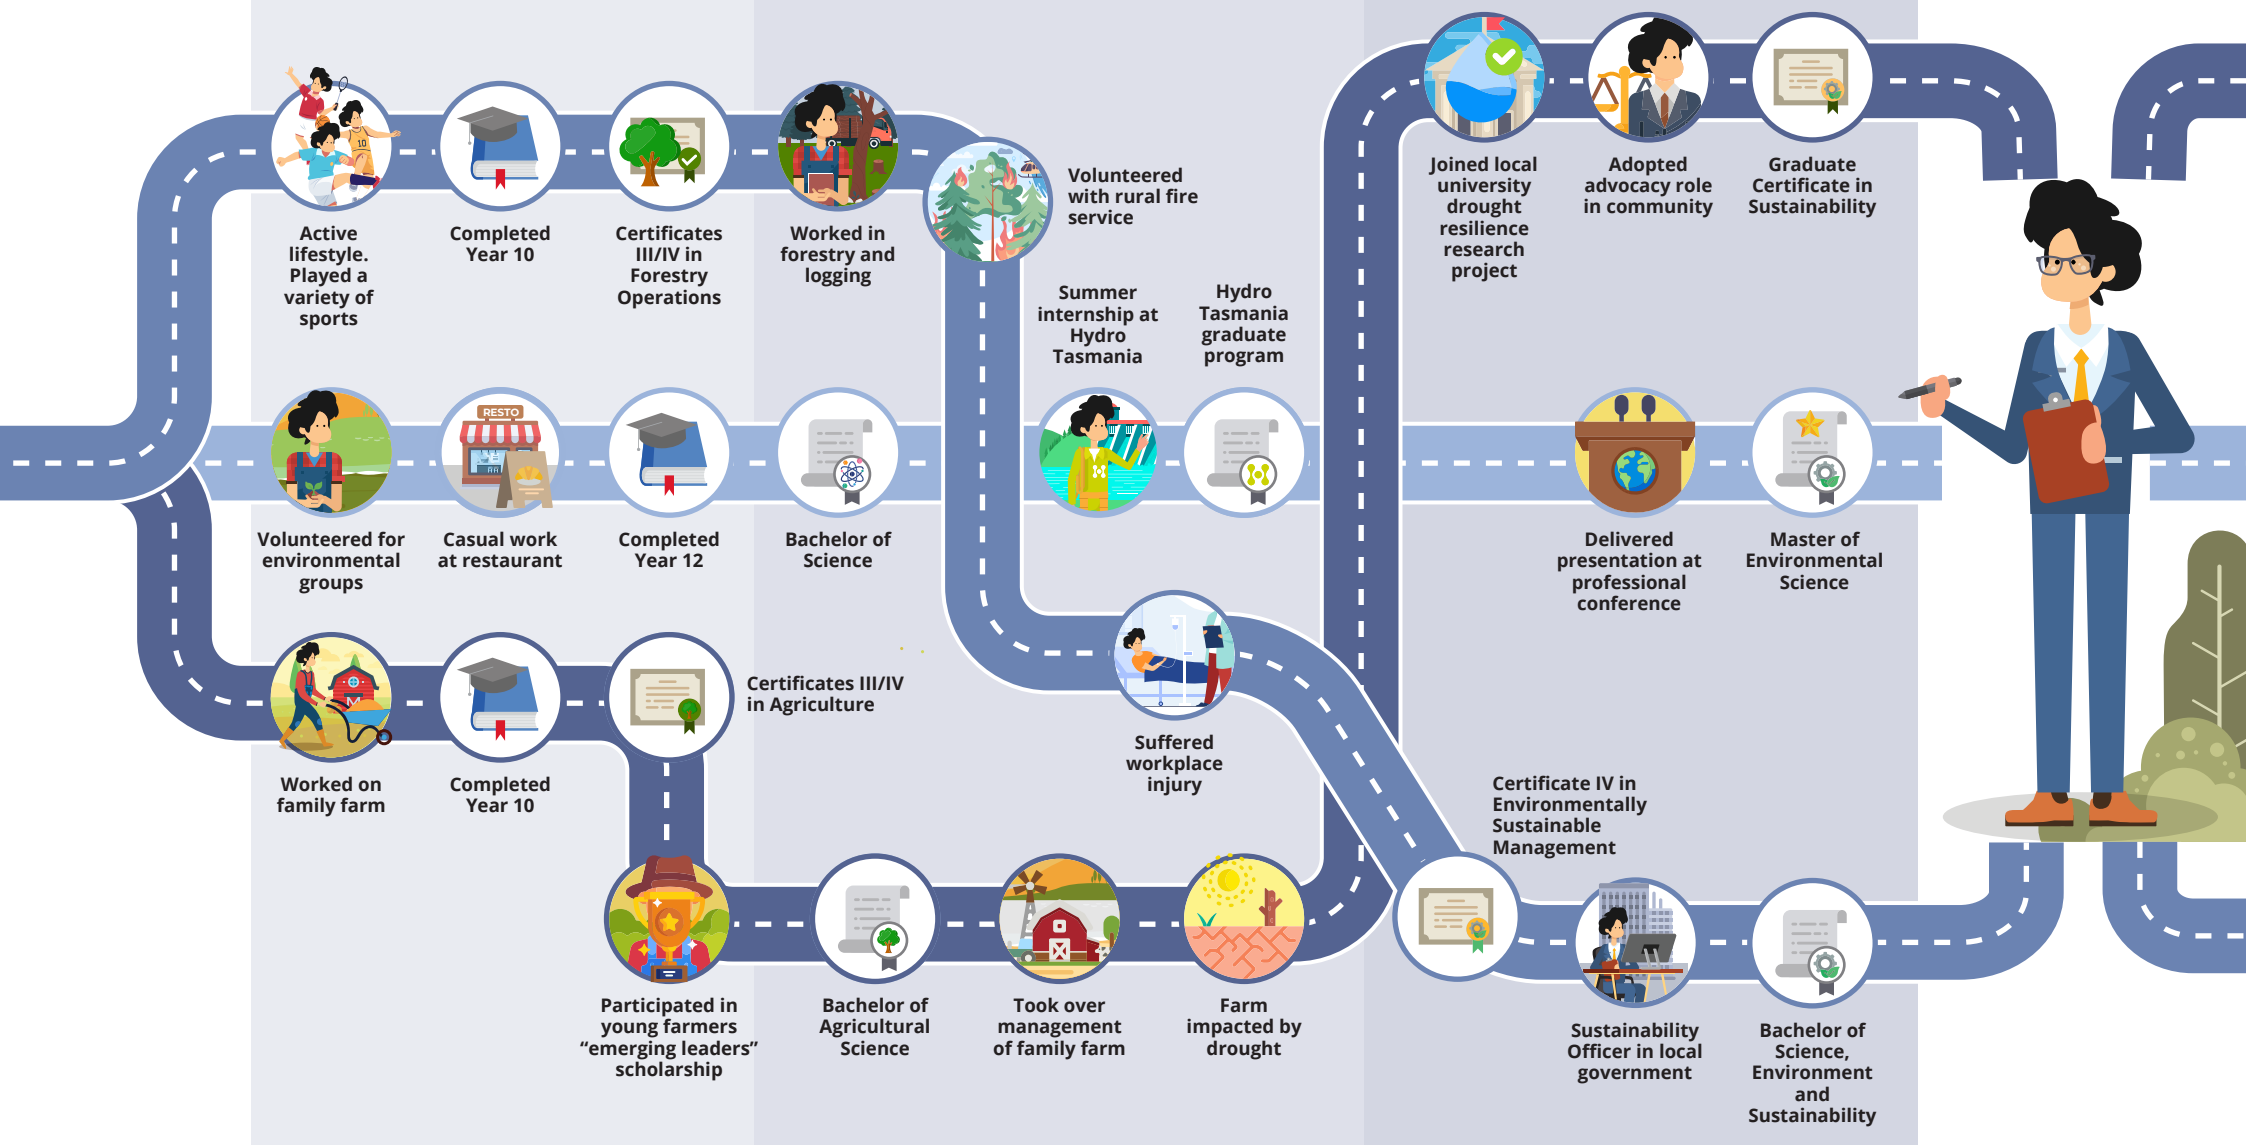 Active
lifestyle.
Played a
variety of
sports
Completed
Year 10
Certificates
III/IV in
Forestry
Operations
Worked in
forestry and
logging
Volunteered
with rural fire
service
Joined local
university
drought
resilience
research
project
Adopted
advocacy role
in community
Graduate
Certificate in
Sustainability
10
RESTO
Volunteered for
environmental
groups
Casual work
at restaurant
Completed
Year 12
Bachelor of
Science
Summer
internship at
Hydro
Tasmania
Hydro
Tasmania
graduate
program
Delivered
presentation at
professional
conference
Master of
Environmental
Science
Worked on
family farm
Completed
Year 10
Certificates III/IV
in Agriculture
Suffered
workplace
injury
Certificate IV in
Environmentally
Sustainable
Management
Participated in
young farmers
“emerging leaders”
scholarship
Bachelor of
Agricultural
Science
Took over
management
of family farm
Farm
impacted by
drought
Sustainability
Officer in local
government
Bachelor of
Science,
Environment
and
Sustainability